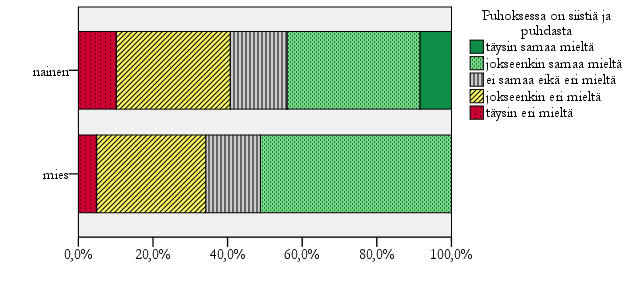 Puhoksessa on siistiä ja
puhdasta
täysin samaa mieltä
jokseenkin samaa mieltä
ei samaa eikä eri mieltä
jokseenkin eri mieltä
täysin eri mieltä
nainen
mies
0,0% 20,0% 40,0% 60,0% 80,0% 100,0%